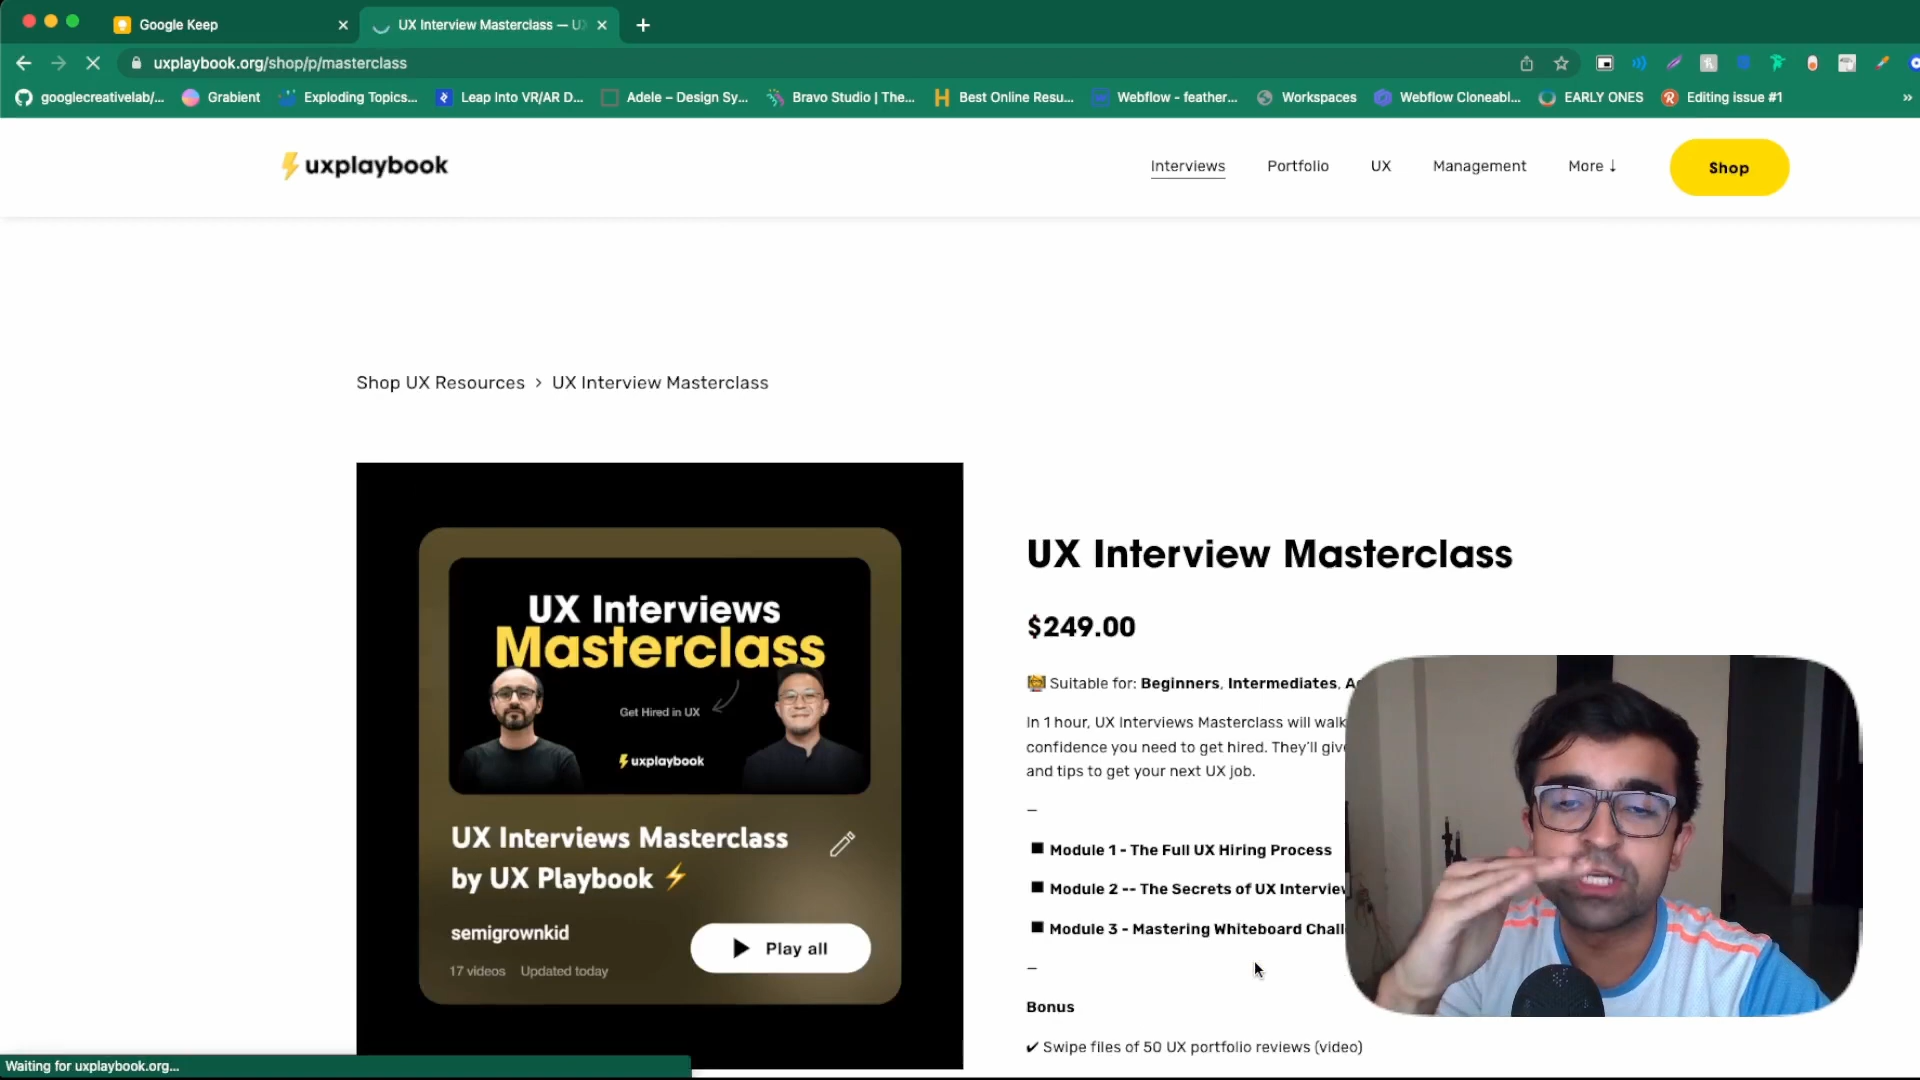 Google Keep
UX Interview Masterclass — UX
uxplaybook.org/shop/p/masterclass
googlecreativelab/...
Grabient
Exploding Topics...
Leap Into VR/AR D...
Adele – Design Sy...
Bravo Studio | The...
Best Online Resu...
Webflow - feather...
Workspaces
Webflow Cloneabl...
EARLY ONES
Editing issue #1
»
uxplaybook
Interviews
Portfolio
UX
Management
More ↓
Shop
Shop UX Resources › UX Interview Masterclass
UX Interviews
Masterclass
Get Hired in UX
uxplaybook
UX Interviews Masterclass
by UX Playbook ⚡
semigrownkid
17 videos Updated today
Play all
UX Interview Masterclass
$249.00
Suitable for: Beginners, Intermediates,
In 1 hour, UX Interviews Masterclass will walk
confidence you need to get hired. They'll give
and tips to get your next UX job.
—
Module 1 - The Full UX Hiring Process
Module 2 -- The Secrets of UX Interview
Module 3 - Mastering Whiteboard Chall
—
Bonus
✔ Swipe files of 50 UX portfolio reviews (video)
Waiting for uxplaybook.org...